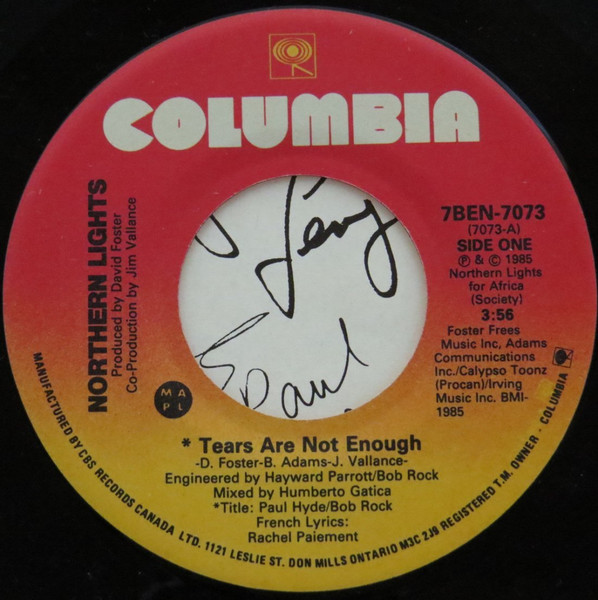 COLUMBIA
NORTHERN LIGHTS
Produced by David Foster
Co-Production by Jim Vallance
7BEN-7073
(7073-A)
SIDE ONE
℗ & © 1985
Northern Lights
for Africa
(Society)
3:56
Foster Frees
Music Inc, Adams
Communications
Inc./Calypso Toonz
(Procan)/Irving
Music Inc. BMI-
1985
M A
P L
Paul
* Tears Are Not Enough
-D. Foster-B. Adams-J. Vallance-
Engineered by Hayward Parrott/Bob Rock
Mixed by Humberto Gatica
*Title: Paul Hyde/Bob Rock
French Lyrics:
Rachel Paiement
MANUFACTURED BY CBS RECORDS CANADA LTD. 1121 LESLIE ST. DON MILLS ONTARIO M3C 2J9 REGISTERED T.M. OWNER - COLUMBIA